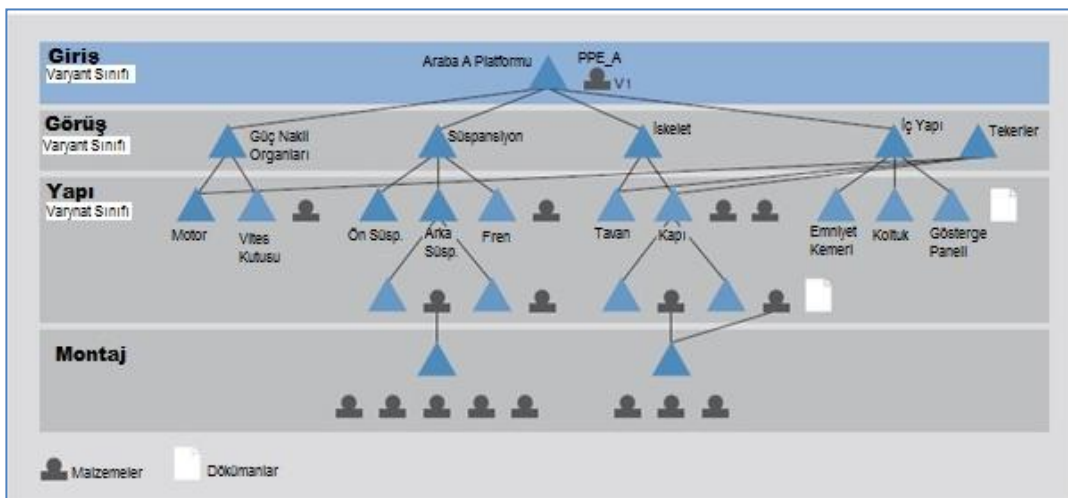 Giriş
Varyant Sınıfı
Araba A Platformu
PPE_A
V1
Görüş
Varyant Sınıfı
Güç Nakil
Organları
Süspansiyon
İskelet
İç Yapı
Tekerler
Yapı
Varynat Sınıfı
Motor
Vites
Kutusu
Ön Süsp.
Arka
Süsp.
Fren
Tavan
Kapı
Emniyet
Kemeri
Koltuk
Gösterge
Paneli
Montaj
Malzemeler
Dökümanlar